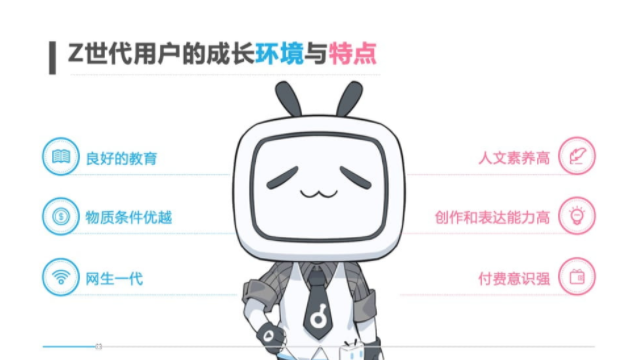 Z世代用户的成长环境与特点
良好的教育
人文素养高
物质条件优越
创作和表达能力高
网生一代
付费意识强